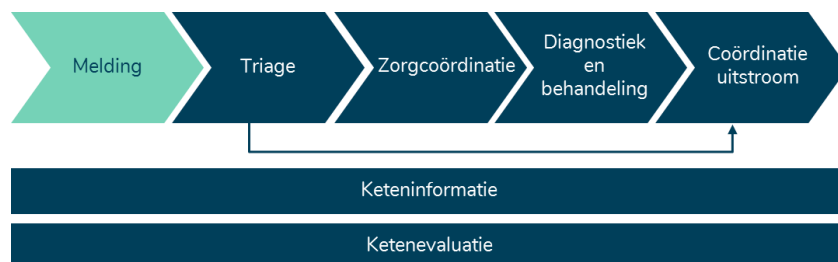 Melding
Triage
Zorgcoördinatie
Diagnostiek
en
behandeling
Coördinatie
uitstroom
Keteninformatie
Ketenevaluatie